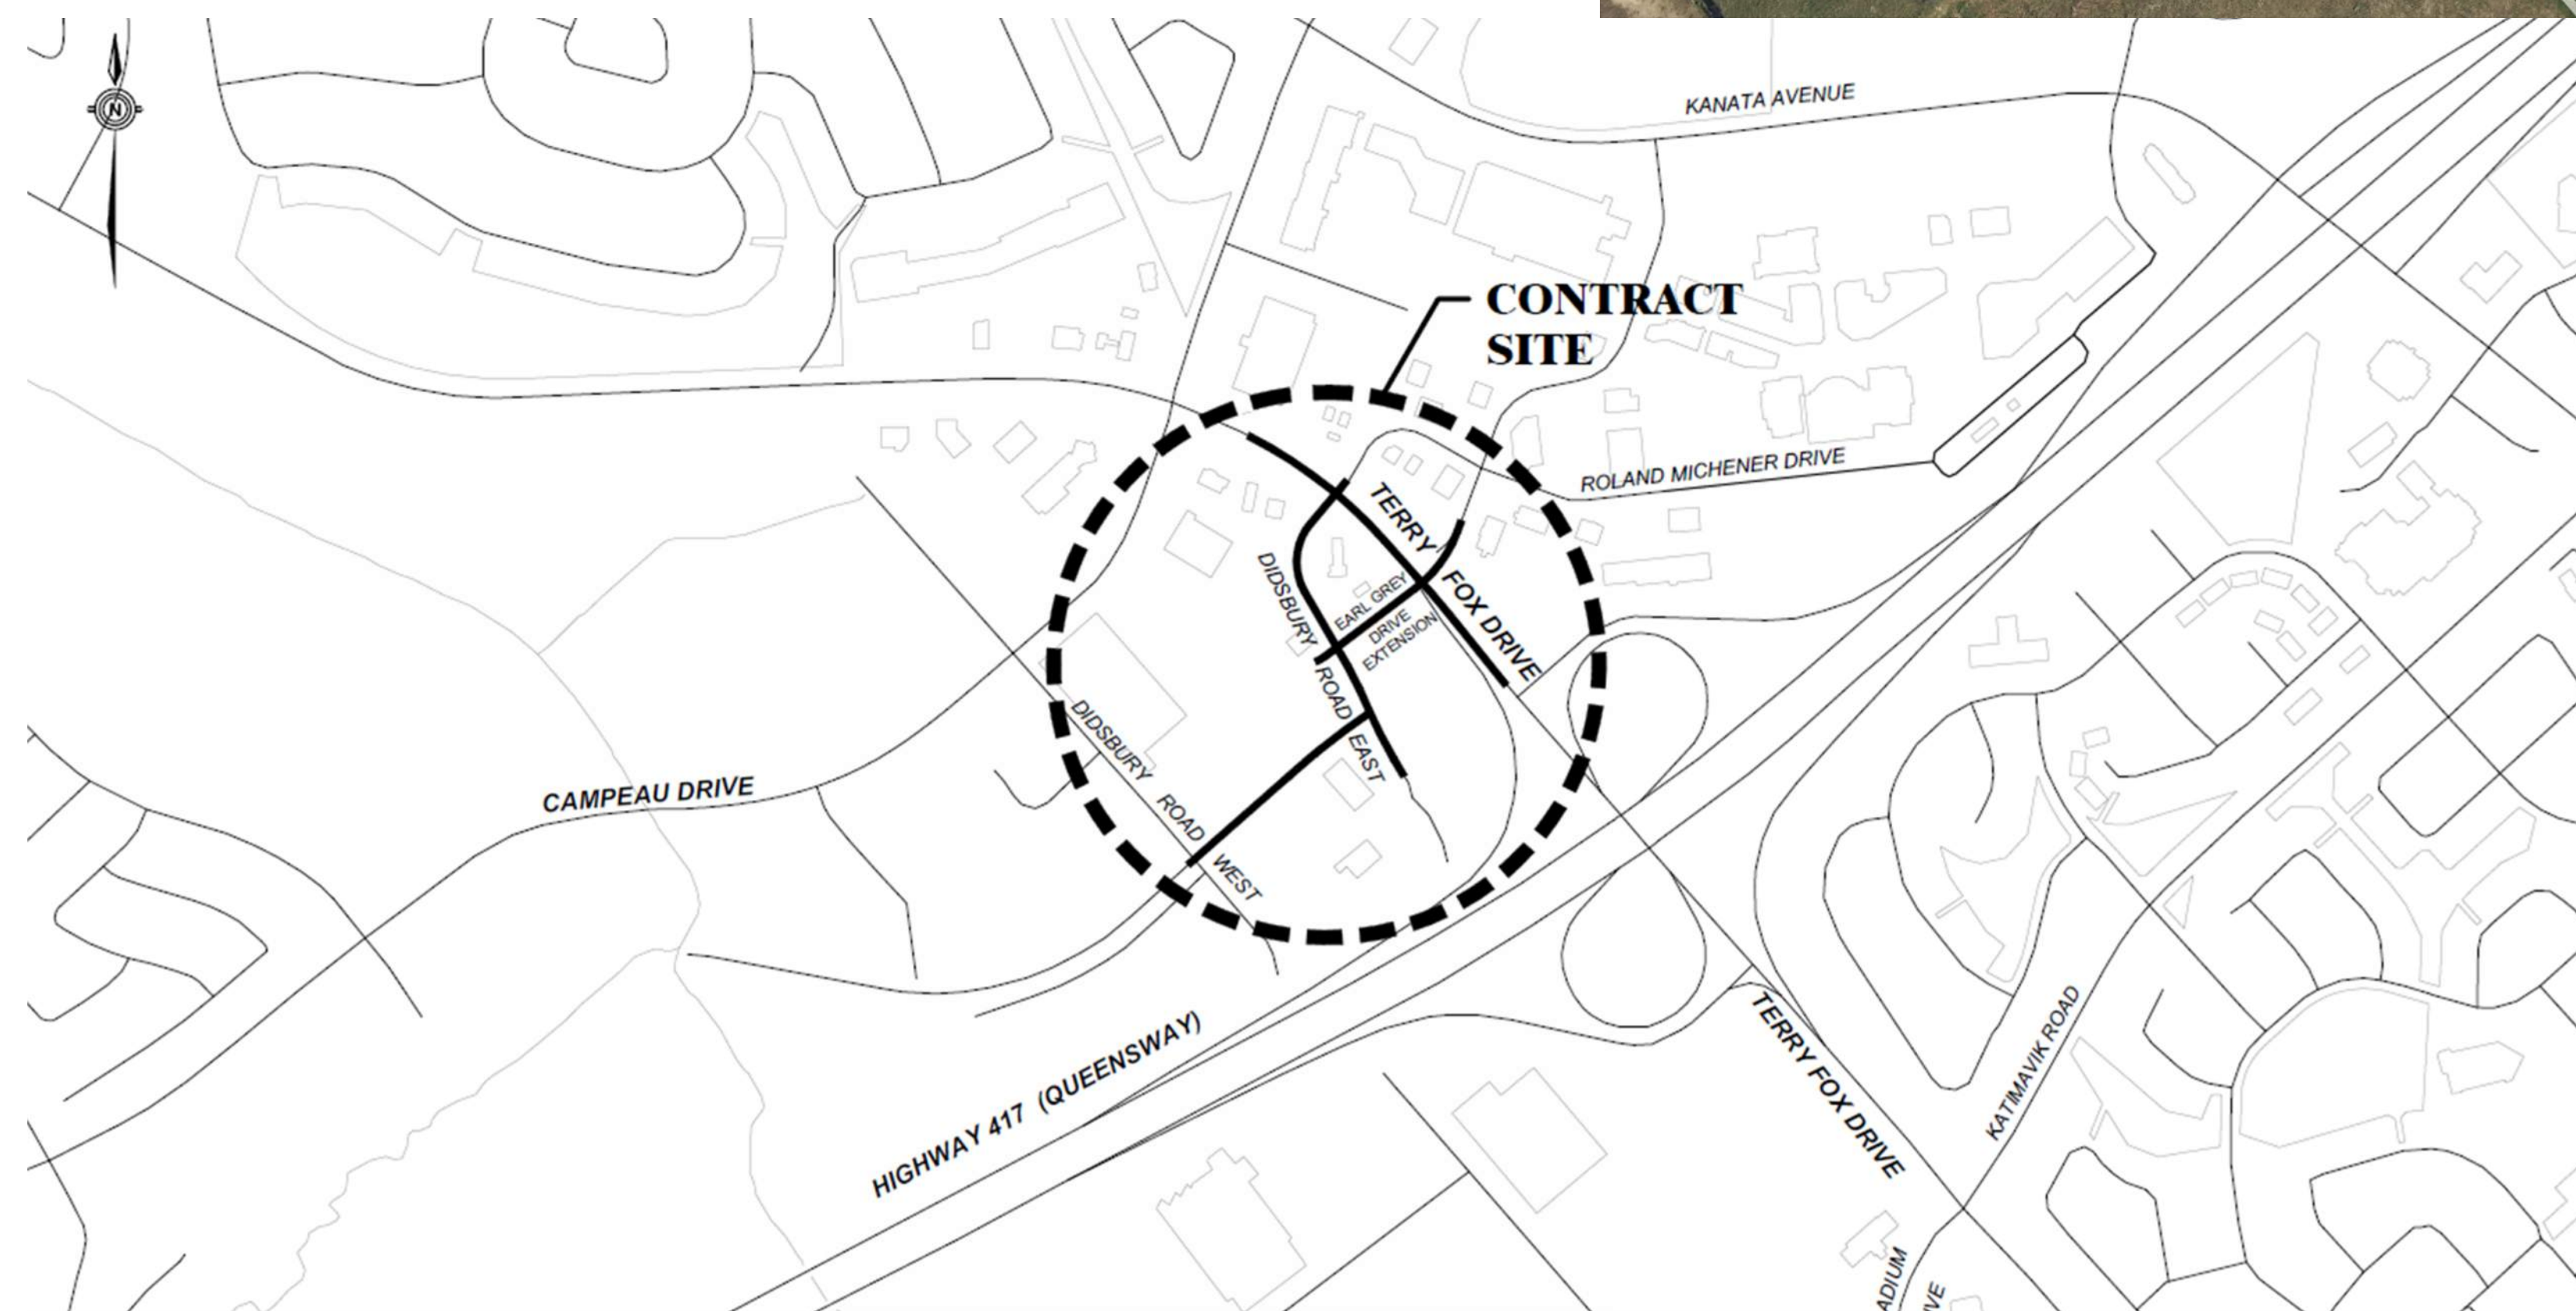 N
KANATA AVENUE
CONTRACT
SITE
ROLAND MICHENER DRIVE
TERRY FOX DRIVE
DIDSBURY ROAD EAST
EARL GREY
DRIVE
EXTENSION
DIDSBURY ROAD WEST
CAMPEAU DRIVE
HIGHWAY 417 (QUEENSWAY)
TERRY FOX DRIVE
KATIMAVIK ROAD